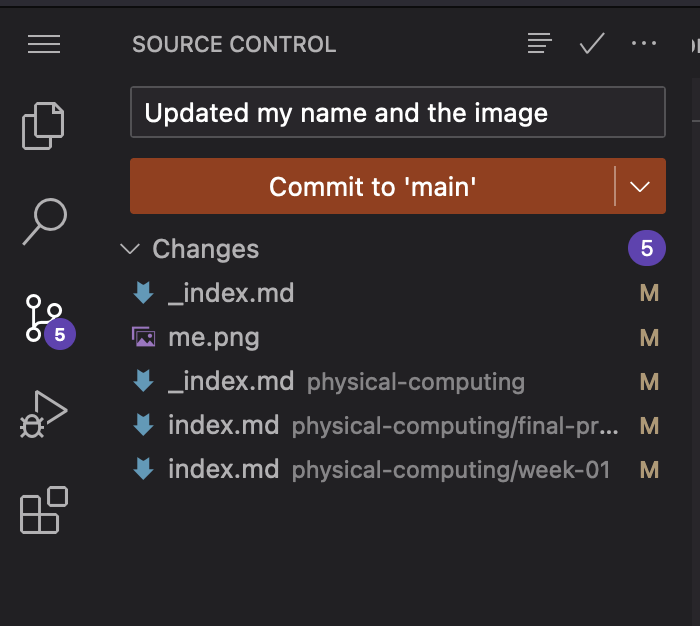 SOURCE CONTROL
Updated my name and the image
Commit to 'main'
Changes 5
_index.md M
me.png M
5
_index.md physical-computing M
index.md physical-computing/final-pr... M
index.md physical-computing/week-01 M